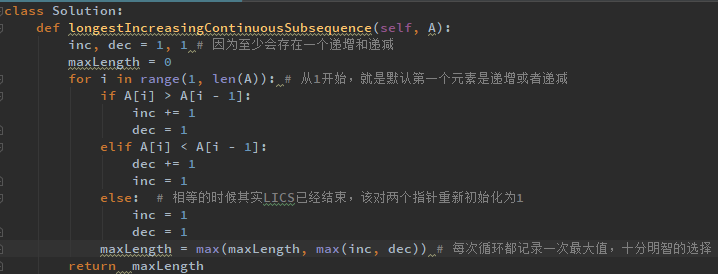 class Solution:
    def longestIncreasingContinuousSubsequence(self, A):
        inc, dec = 1, 1 # 因为至少会存在一个递增和递减
        maxLength = 0
        for i in range(1, len(A)): # 从1开始，就是默认第一个元素是递增或者递减
            if A[i] > A[i - 1]:
                inc += 1
                dec = 1
            elif A[i] < A[i - 1]:
                dec += 1
                inc = 1
            else:  # 相等的时候其实LICS已经结束，该对两个指针重新初始化为1
                inc = 1
                dec = 1
            maxLength = max(maxLength, max(inc, dec)) # 每次循环都记录一次最大值，十分明智的选择
        return  maxLength